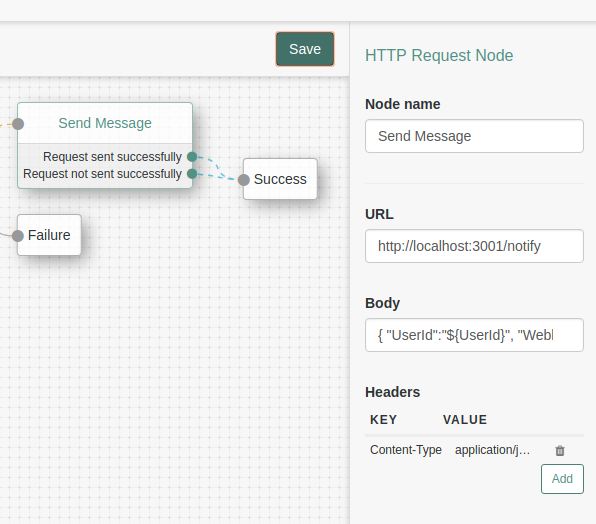 Save
Send Message
Request sent successfully
Request not sent successfully
Success
Failure
HTTP Request Node
Node name
Send Message
URL
http://localhost:3001/notify
Body
{ "UserId":"${UserId}", "Webl
Headers
KEY VALUE
Content-Type application/j...
Add